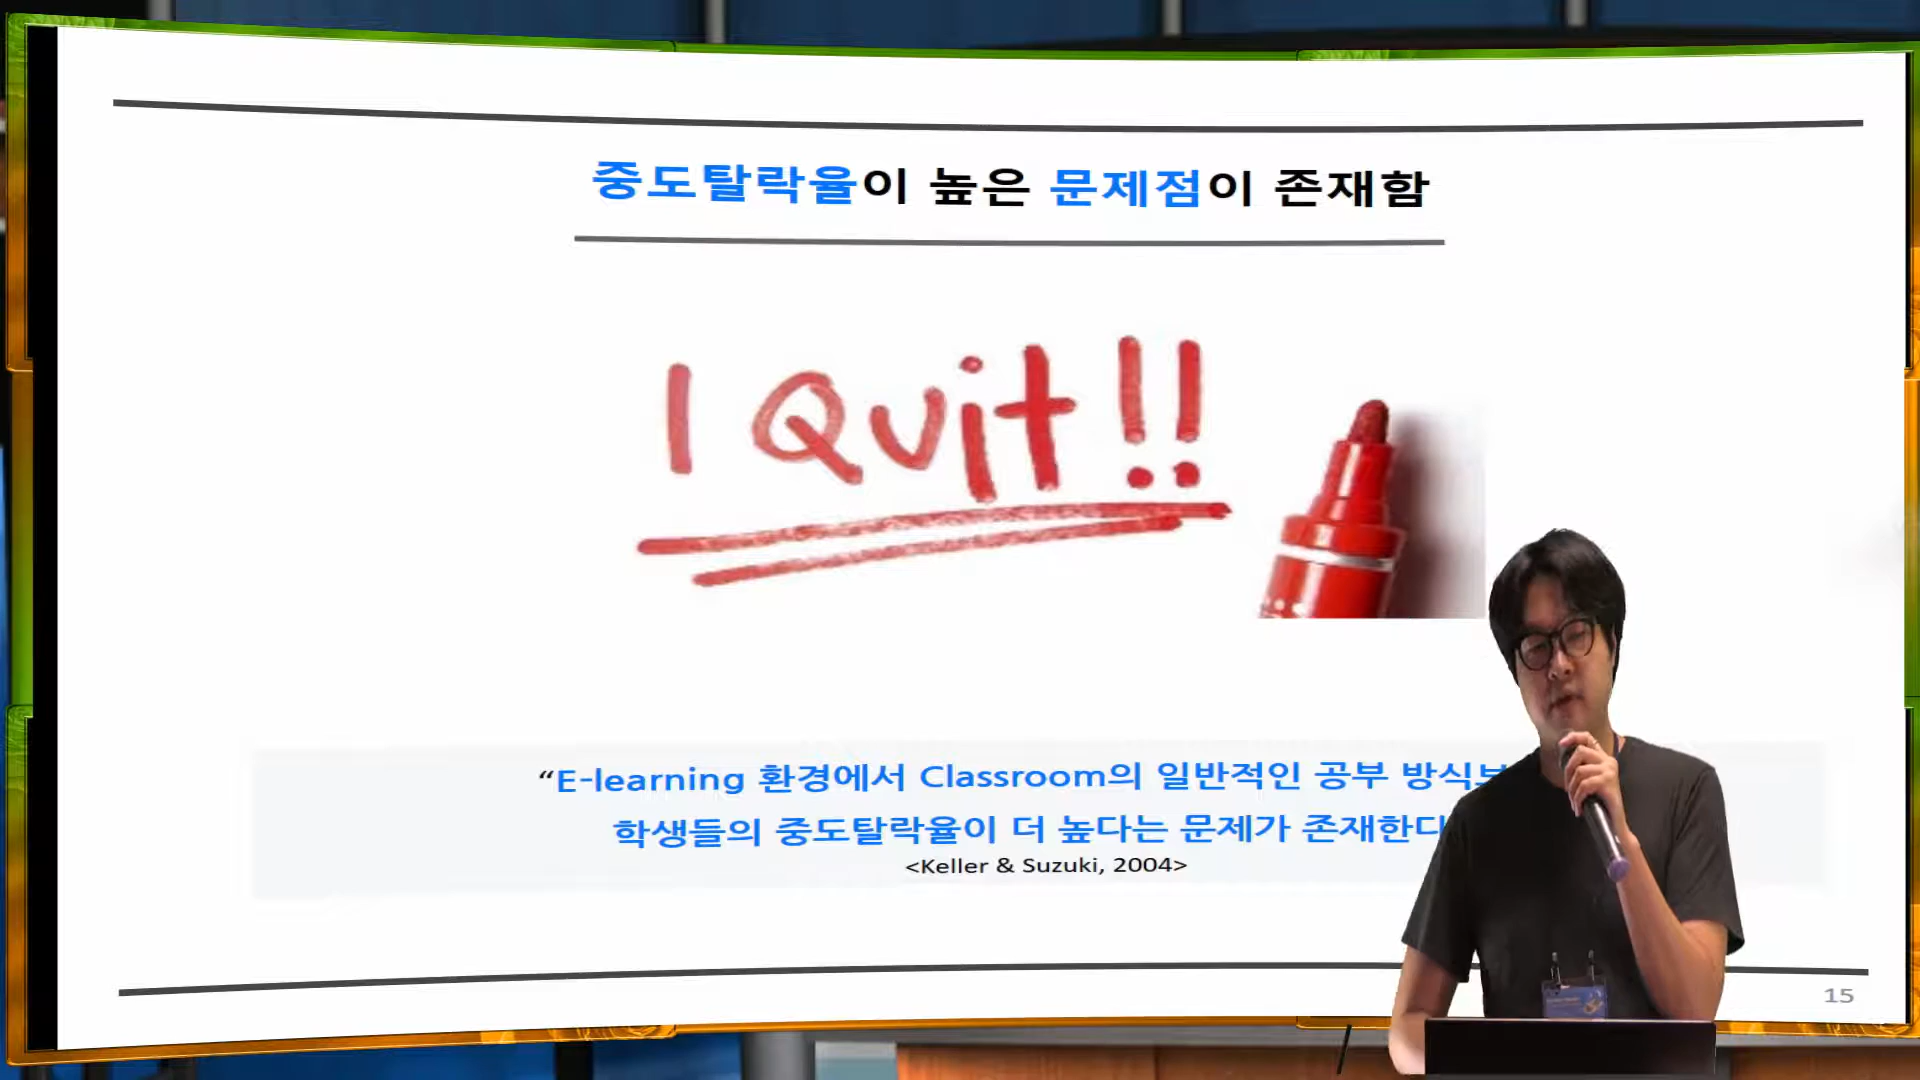 중도탈락율이 높은 문제점이 존재함
I Quit!!
“E-learning 환경에서 Classroom의 일반적인 공부
학생들의 중도탈락율이 더 높다는 문제가 존재한다
<Keller & Suzuki, 2004>
15